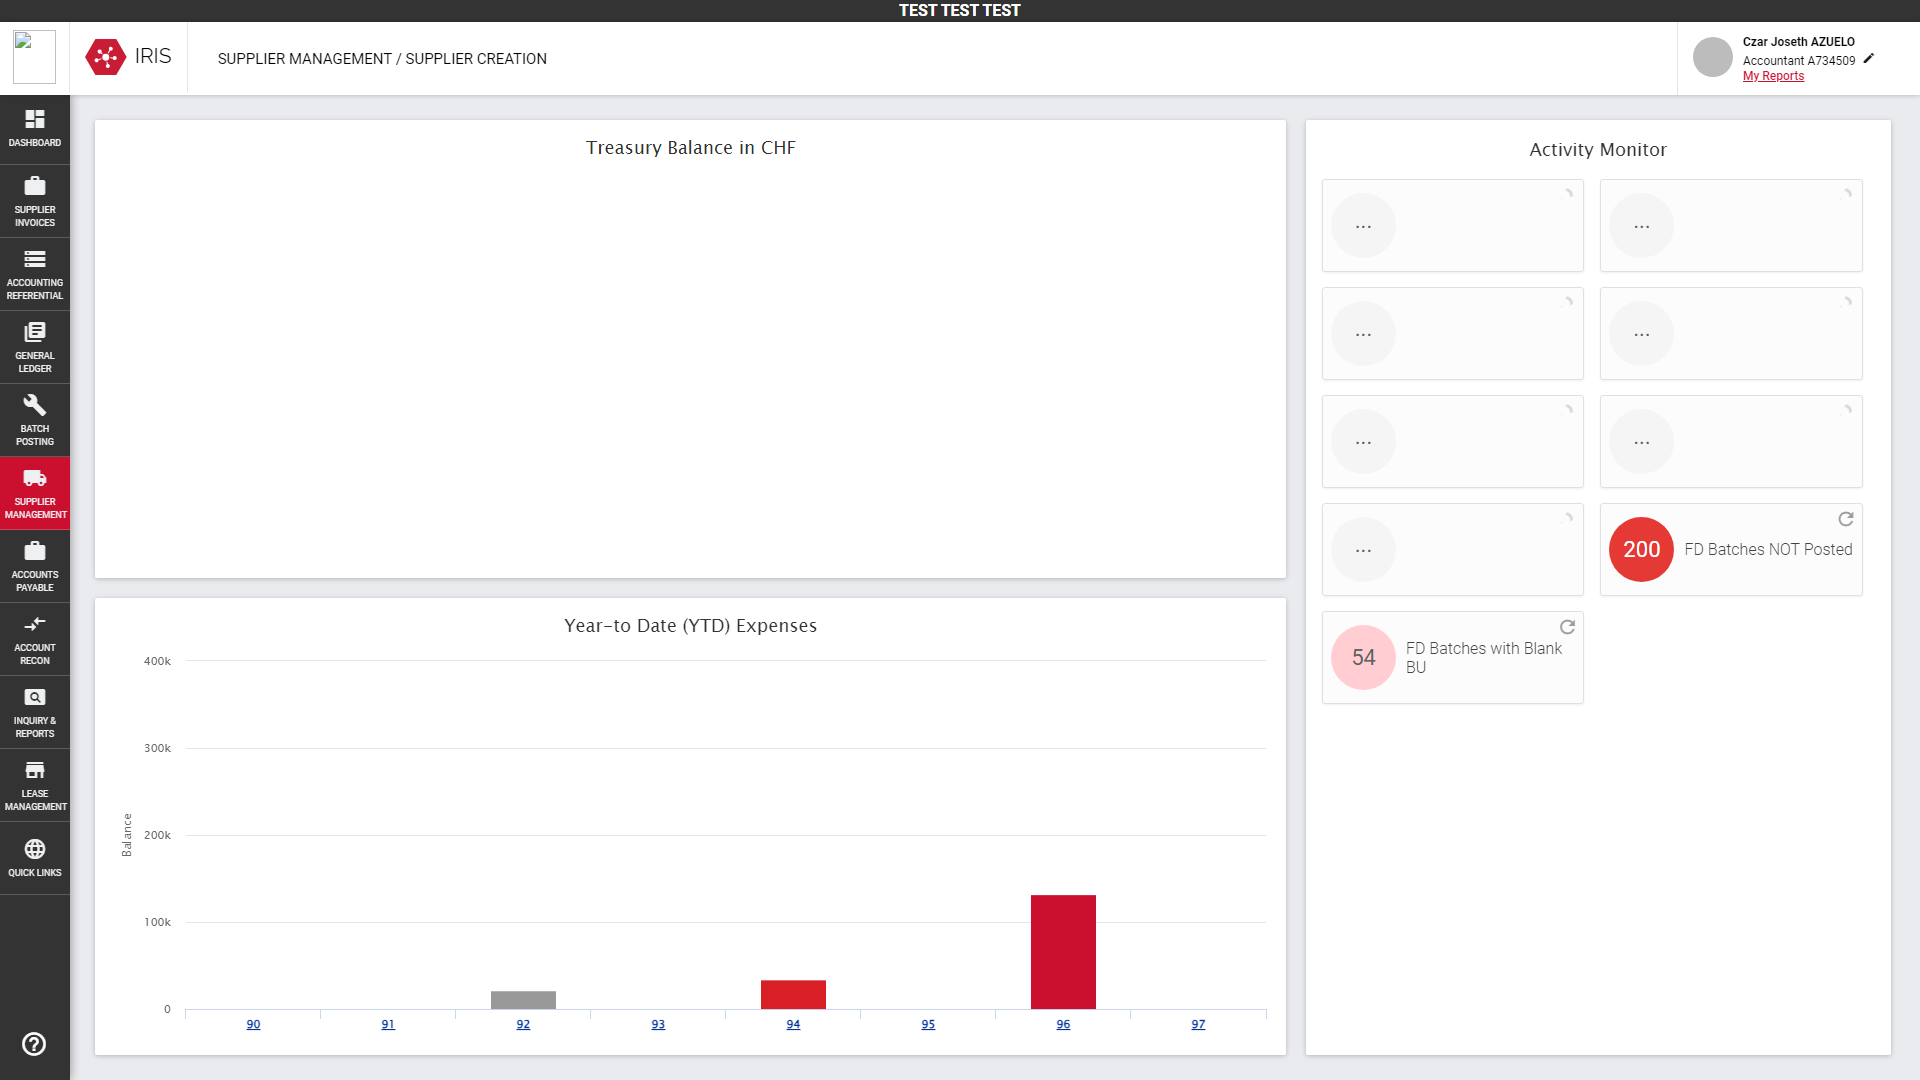 TEST TEST TEST
IRIS
SUPPLIER MANAGEMENT / SUPPLIER CREATION
Czar Joseth AZUELO
Accountant A734509
My Reports
DASHBOARD
SUPPLIER
INVOICES
ACCOUNTING
REFERENTIAL
GENERAL
LEDGER
BATCH
POSTING
SUPPLIER
MANAGEMENT
ACCOUNTS
PAYABLE
ACCOUNT
RECON
INQUIRY &
REPORTS
LEASE
MANAGEMENT
QUICK LINKS
Treasury Balance in CHF
Year-to Date (YTD) Expenses
400k
300k
200k
100k
0
Balance
90 91 92 93 94 95 96 97
Activity Monitor
... ...
... ...
... ...
...
200 FD Batches NOT Posted
54 FD Batches with Blank
BU